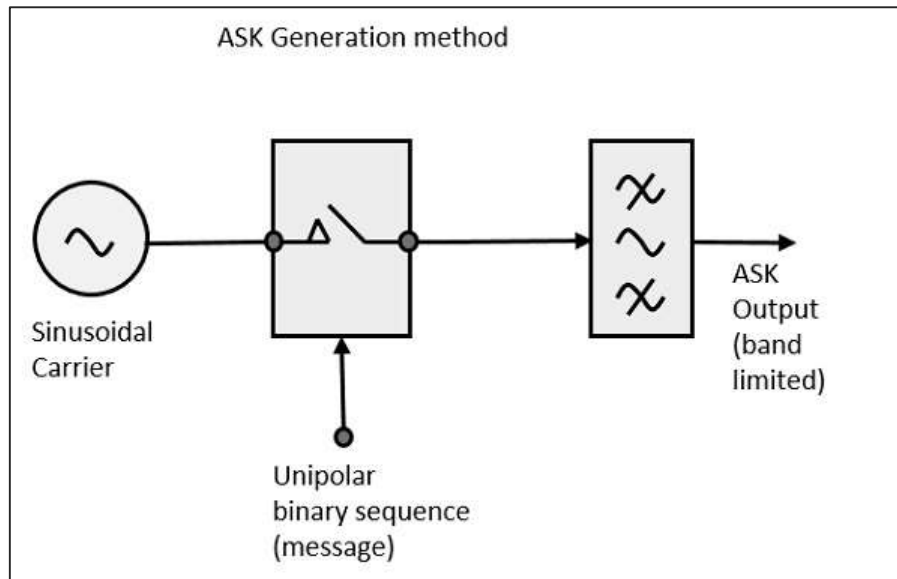 ASK Generation method
Sinusoidal
Carrier
Unipolar
binary sequence
(message)
ASK
Output
(band
limited)